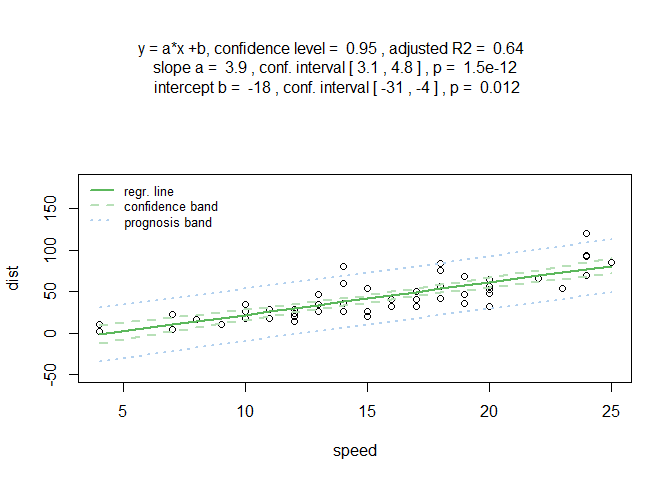 y = a*x +b, confidence level = 0.95 , adjusted R2 = 0.64
slope a = 3.9 , conf. interval [ 3.1 , 4.8 ] , p = 1.5e-12
intercept b = -18 , conf. interval [ -31 , -4 ] , p = 0.012
regr. line
confidence band
prognosis band
150
100
50
0
-50
dist
5 10 15 20 25
speed